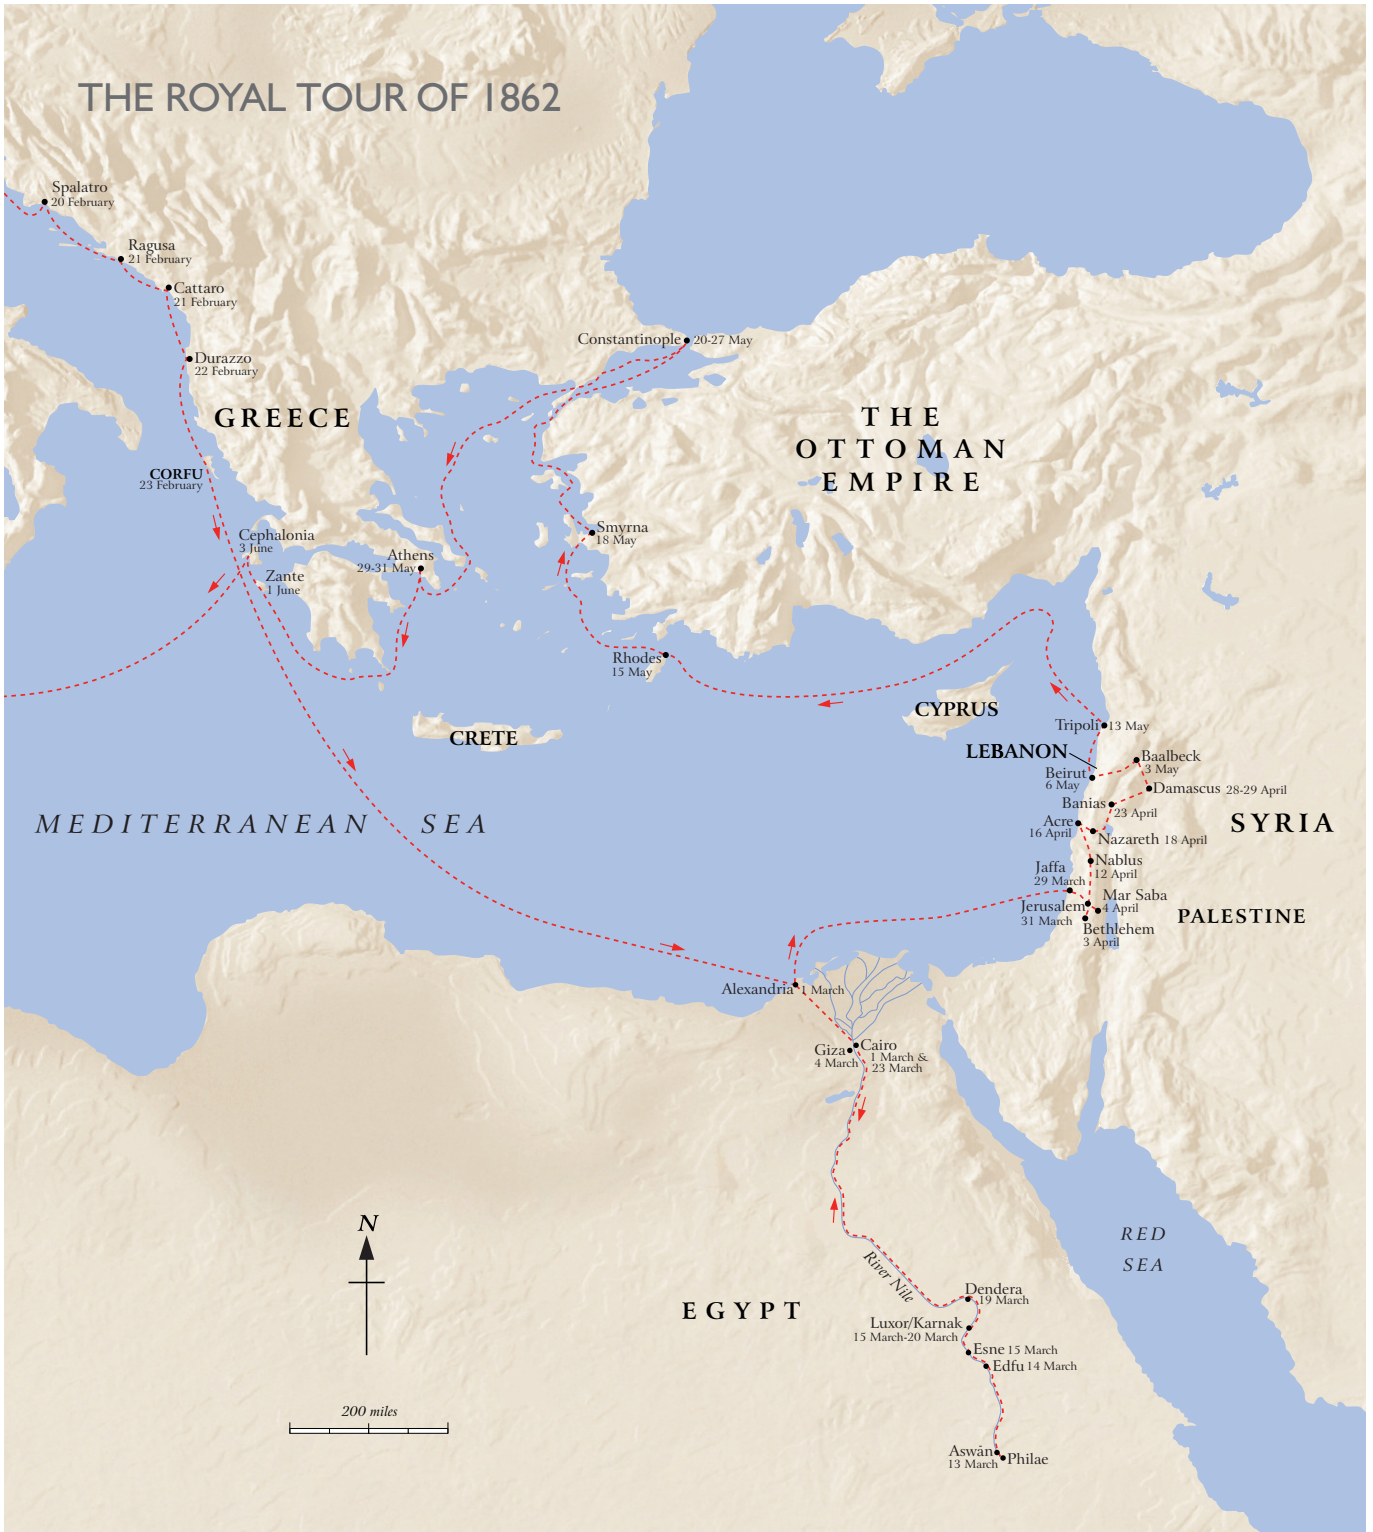 THE ROYAL TOUR OF 1862
Spalatro
20 February
Ragusa
21 February
Cattaro
21 February
Durazzo
22 February
Constantinople
20-27 May
GREECE
THE
OTTOMAN
EMPIRE
CORFU
23 February
Cephalonia
3 June
Zante
1 June
Athens
29-31 May
Smyrna
18 May
Rhodes
15 May
CRETE
CYPRUS
Tripoli
13 May
LEBANON
Baalbeck
3 May
Beirut
6 May
Damascus 28-29 April
Banias
23 April
Acre
16 April
Nazareth 18 April
SYRIA
MEDITERRANEAN SEA
Nablus
12 April
Jaffa
29 March
Mar Saba
4 April
Jerusalem
31 March
PALESTINE
Bethlehem
3 April
Alexandria
1 March
Giza
4 March
Cairo
1 March &
23 March
N
RED
SEA
River Nile
EGYPT
Dendera
19 March
Luxor/Karnak
15 March-20 March
Esne 15 March
Edfu 14 March
200 miles
Aswân
13 March
Philae